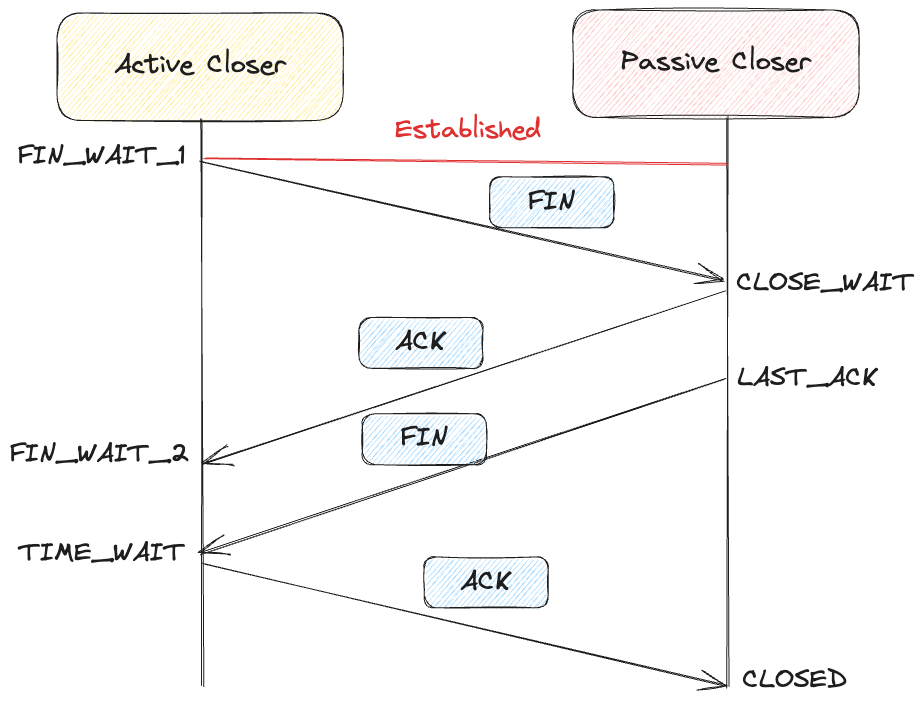 Active Closer
Passive Closer
Established
FIN_WAIT_1
FIN
CLOSE_WAIT
ACK
LAST_ACK
FIN
FIN_WAIT_2
TIME_WAIT
ACK
CLOSED